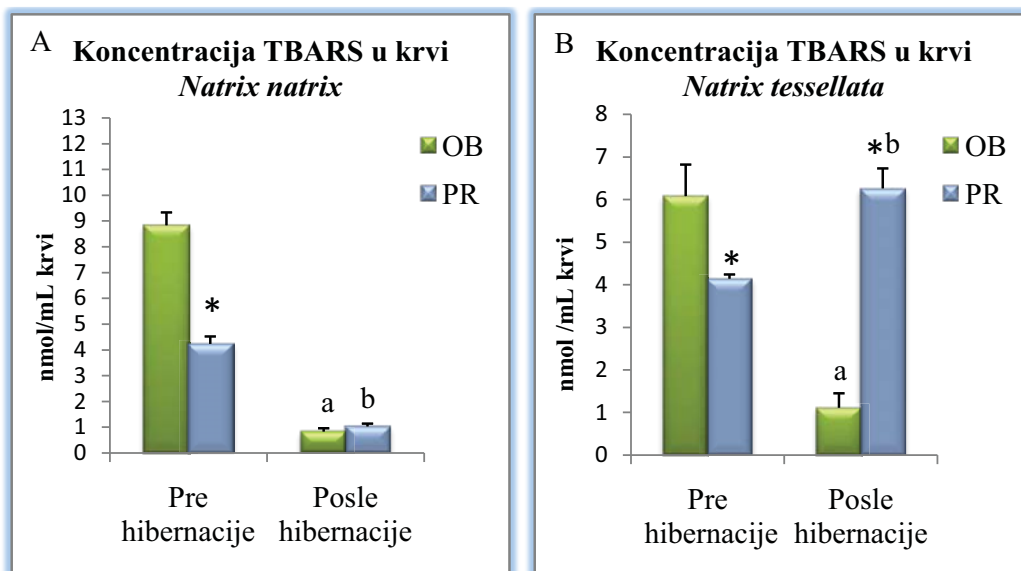 A
Koncentracija TBARS u krvi
Natrix natrix
nmol/mL krvi
13
12
11
10
9
8
7
6
5
4
3
2
1
0
OB
PR
*
a
b
Pre
hibernacije
Posle
hibernacije
B
Koncentracija TBARS u krvi
Natrix tessellata
nmol /mL krvi
8
7
6
5
4
3
2
1
0
OB
PR
*
a
*b
Pre
hibernacije
Posle
hibernacije